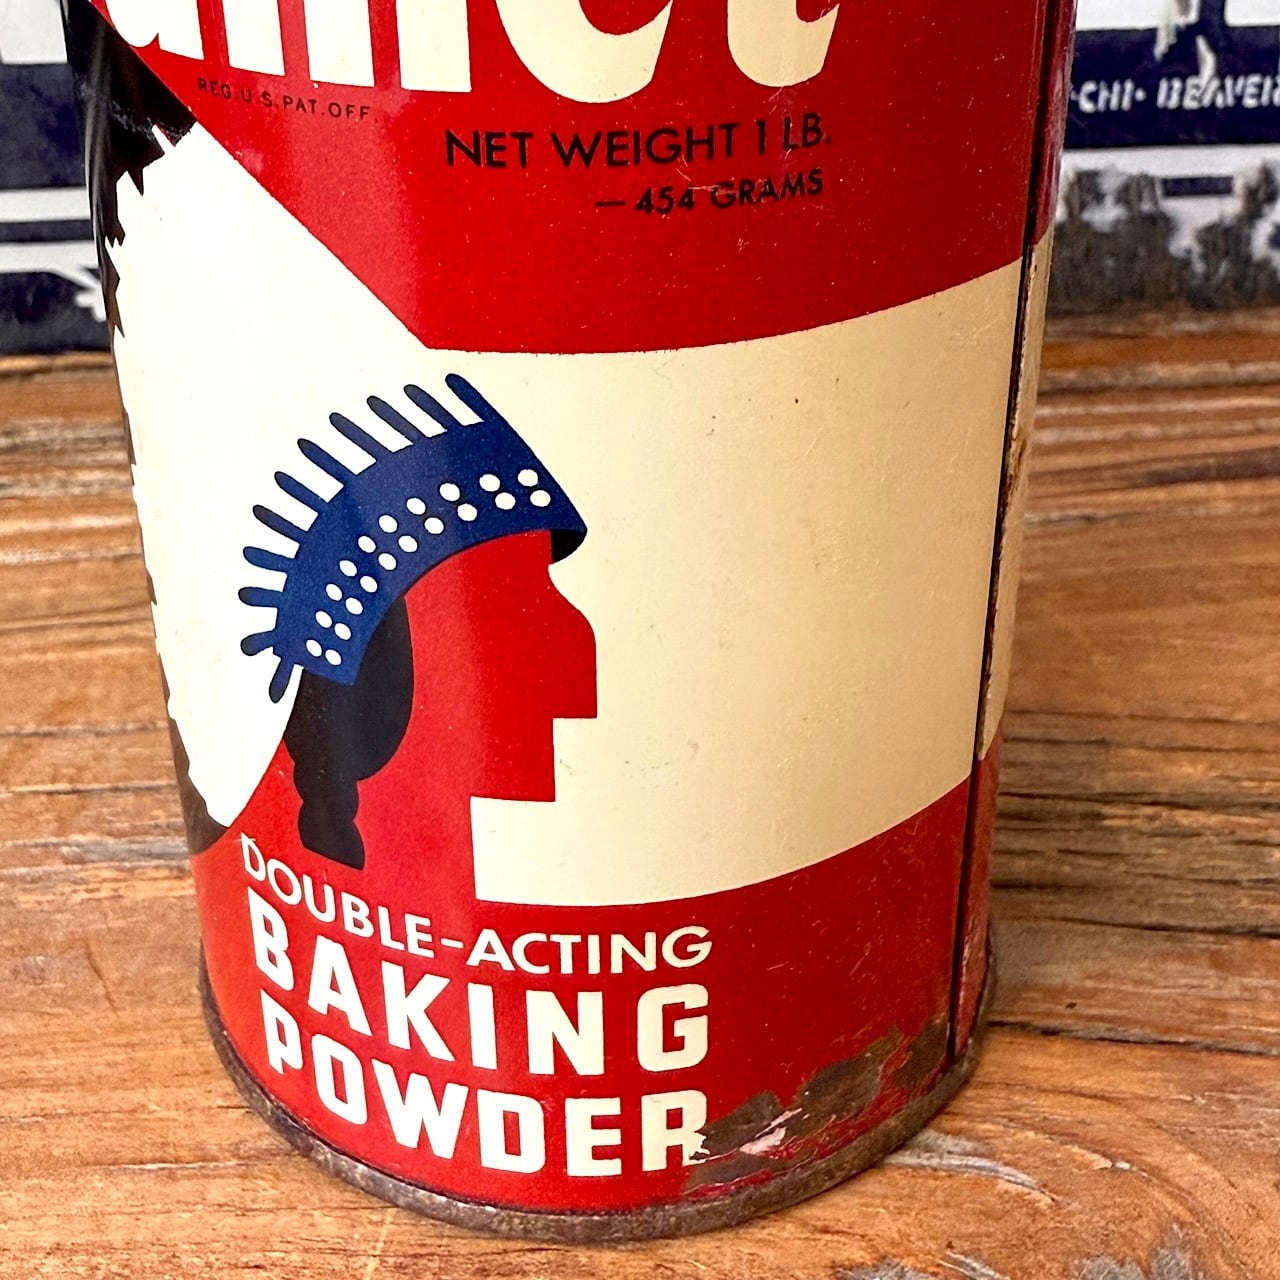 REG.U.S.PAT.OFF
NET WEIGHT 1 LB.
— 454 GRAMS
DOUBLE-ACTING
BAKING
POWDER